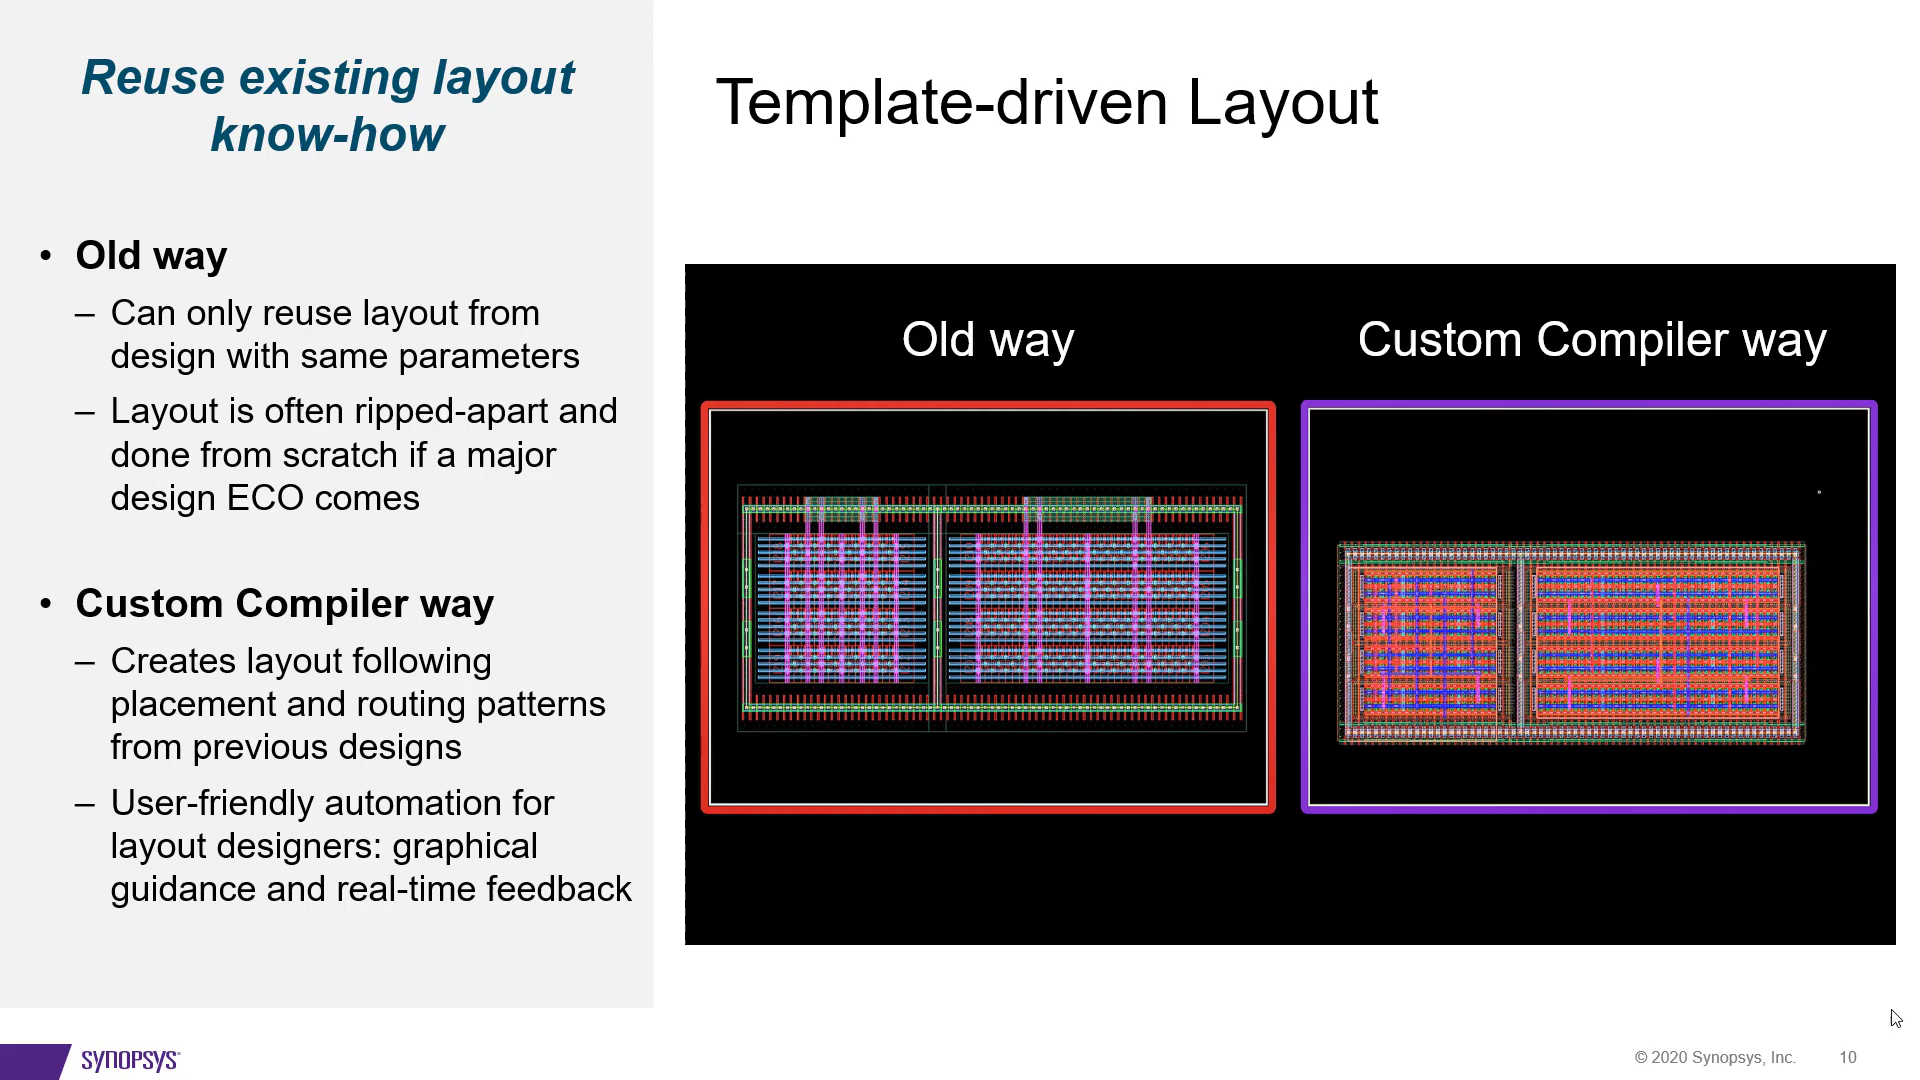 Reuse existing layout
know-how
Template-driven Layout
• Old way
– Can only reuse layout from
design with same parameters
– Layout is often ripped-apart and
done from scratch if a major
design ECO comes
• Custom Compiler way
– Creates layout following
placement and routing patterns
from previous designs
– User-friendly automation for
layout designers: graphical
guidance and real-time feedback
Old way
Custom Compiler way
SYNOPSYS®
© 2020 Synopsys, Inc.
10